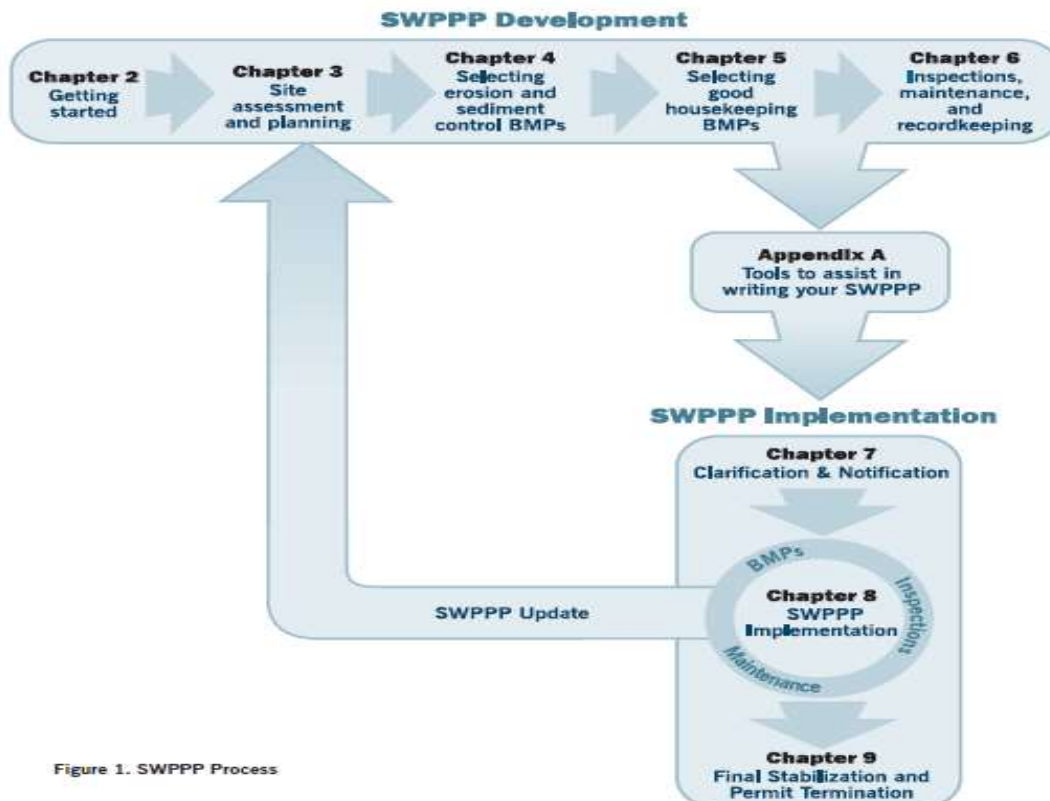 SWPPP Development
Chapter 2
Getting
started
Chapter 3
Site
assessment
and planning
Chapter 4
Selecting
erosion and
sediment
control BMPs
Chapter 5
Selecting
good
housekeeping
BMPs
Chapter 6
Inspections,
maintenance,
and
recordkeeping
Appendix A
Tools to assist in
writing your SWPPP
SWPPP Implementation
Chapter 7
Clarification & Notification
BMPs
Inspections
Maintenance
Chapter 8
SWPPP
Implementation
SWPPP Update
Chapter 9
Final Stabilization and
Permit Termination
Figure 1. SWPPP Process